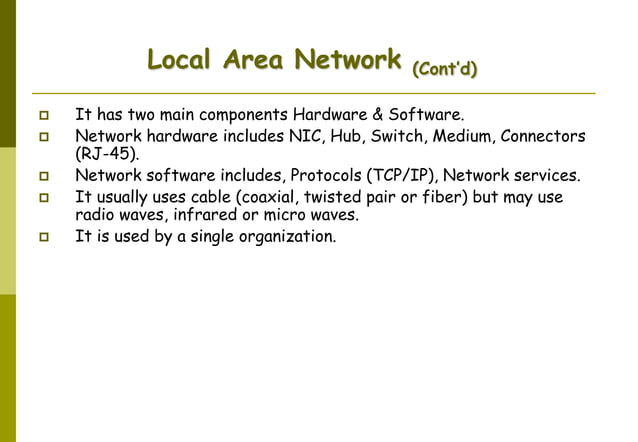 Local Area Network (Cont'd)
It has two main components Hardware & Software.
Network hardware includes NIC, Hub, Switch, Medium, Connectors
(RJ-45).
Network software includes, Protocols (TCP/IP), Network services.
It usually uses cable (coaxial, twisted pair or fiber) but may use
radio waves, infrared or micro waves.
It is used by a single organization.